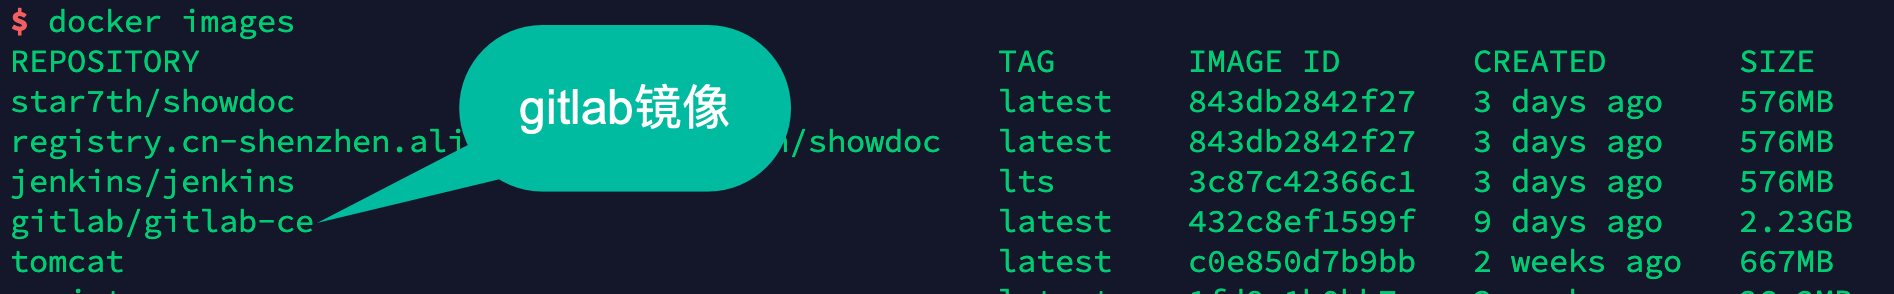 $ docker images
REPOSITORY TAG IMAGE ID CREATED SIZE
star7th/showdoc latest 843db2842f27 3 days ago 576MB
registry.cn-shenzhen.ali /showdoc latest 843db2842f27 3 days ago 576MB
jenkins/jenkins lts 3c87c42366c1 3 days ago 576MB
gitlab/gitlab-ce latest 432c8ef1599f 9 days ago 2.23GB
tomcat latest c0e850d7b9bb 2 weeks ago 667MB
gitlab镜像